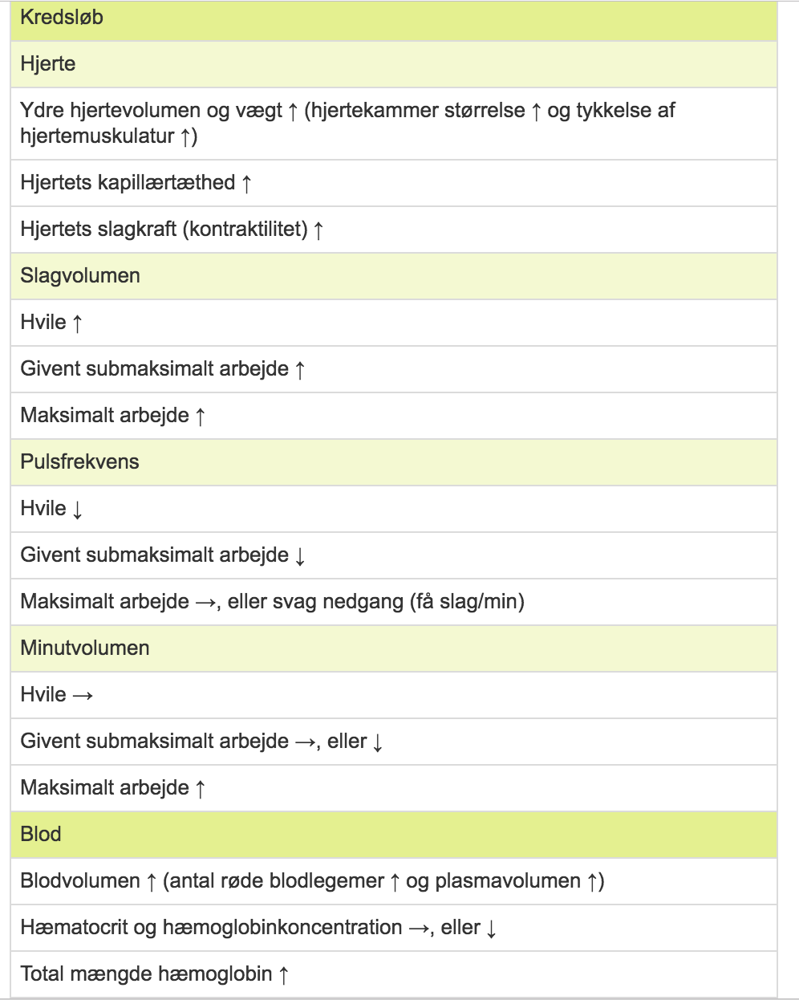 Kredsløb
Hjerte
Ydre hjertevolumen og vægt ↑ (hjertekammer størrelse ↑ og tykkelse af
hjertemuskulatur ↑)
Hjertets kapillærtæthed ↑
Hjertets slagkraft (kontraktilitet) ↑
Slagvolumen
Hvile ↑
Givent submaksimalt arbejde ↑
Maksimalt arbejde ↑
Pulsfrekvens
Hvile ↓
Givent submaksimalt arbejde ↓
Maksimalt arbejde →, eller svag nedgang (få slag/min)
Minutvolumen
Hvile →
Givent submaksimalt arbejde →, eller ↓
Maksimalt arbejde ↑
Blod
Blodvolumen ↑ (antal røde blodlegemer ↑ og plasmavolumen ↑)
Hæmatocrit og hæmoglobinkoncentration →, eller ↓
Total mængde hæmoglobin ↑